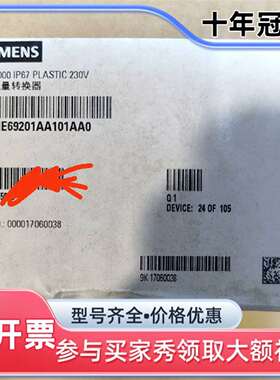 十年冠
MENS
000 IP67 PLASTIC 230V
量转换器
E69201AA101AA0
Q1
DEVICE: 24 OF 105
: 000017060038
9K-17060038
开票
型号齐全·价格优惠
参与买家秀领取大额